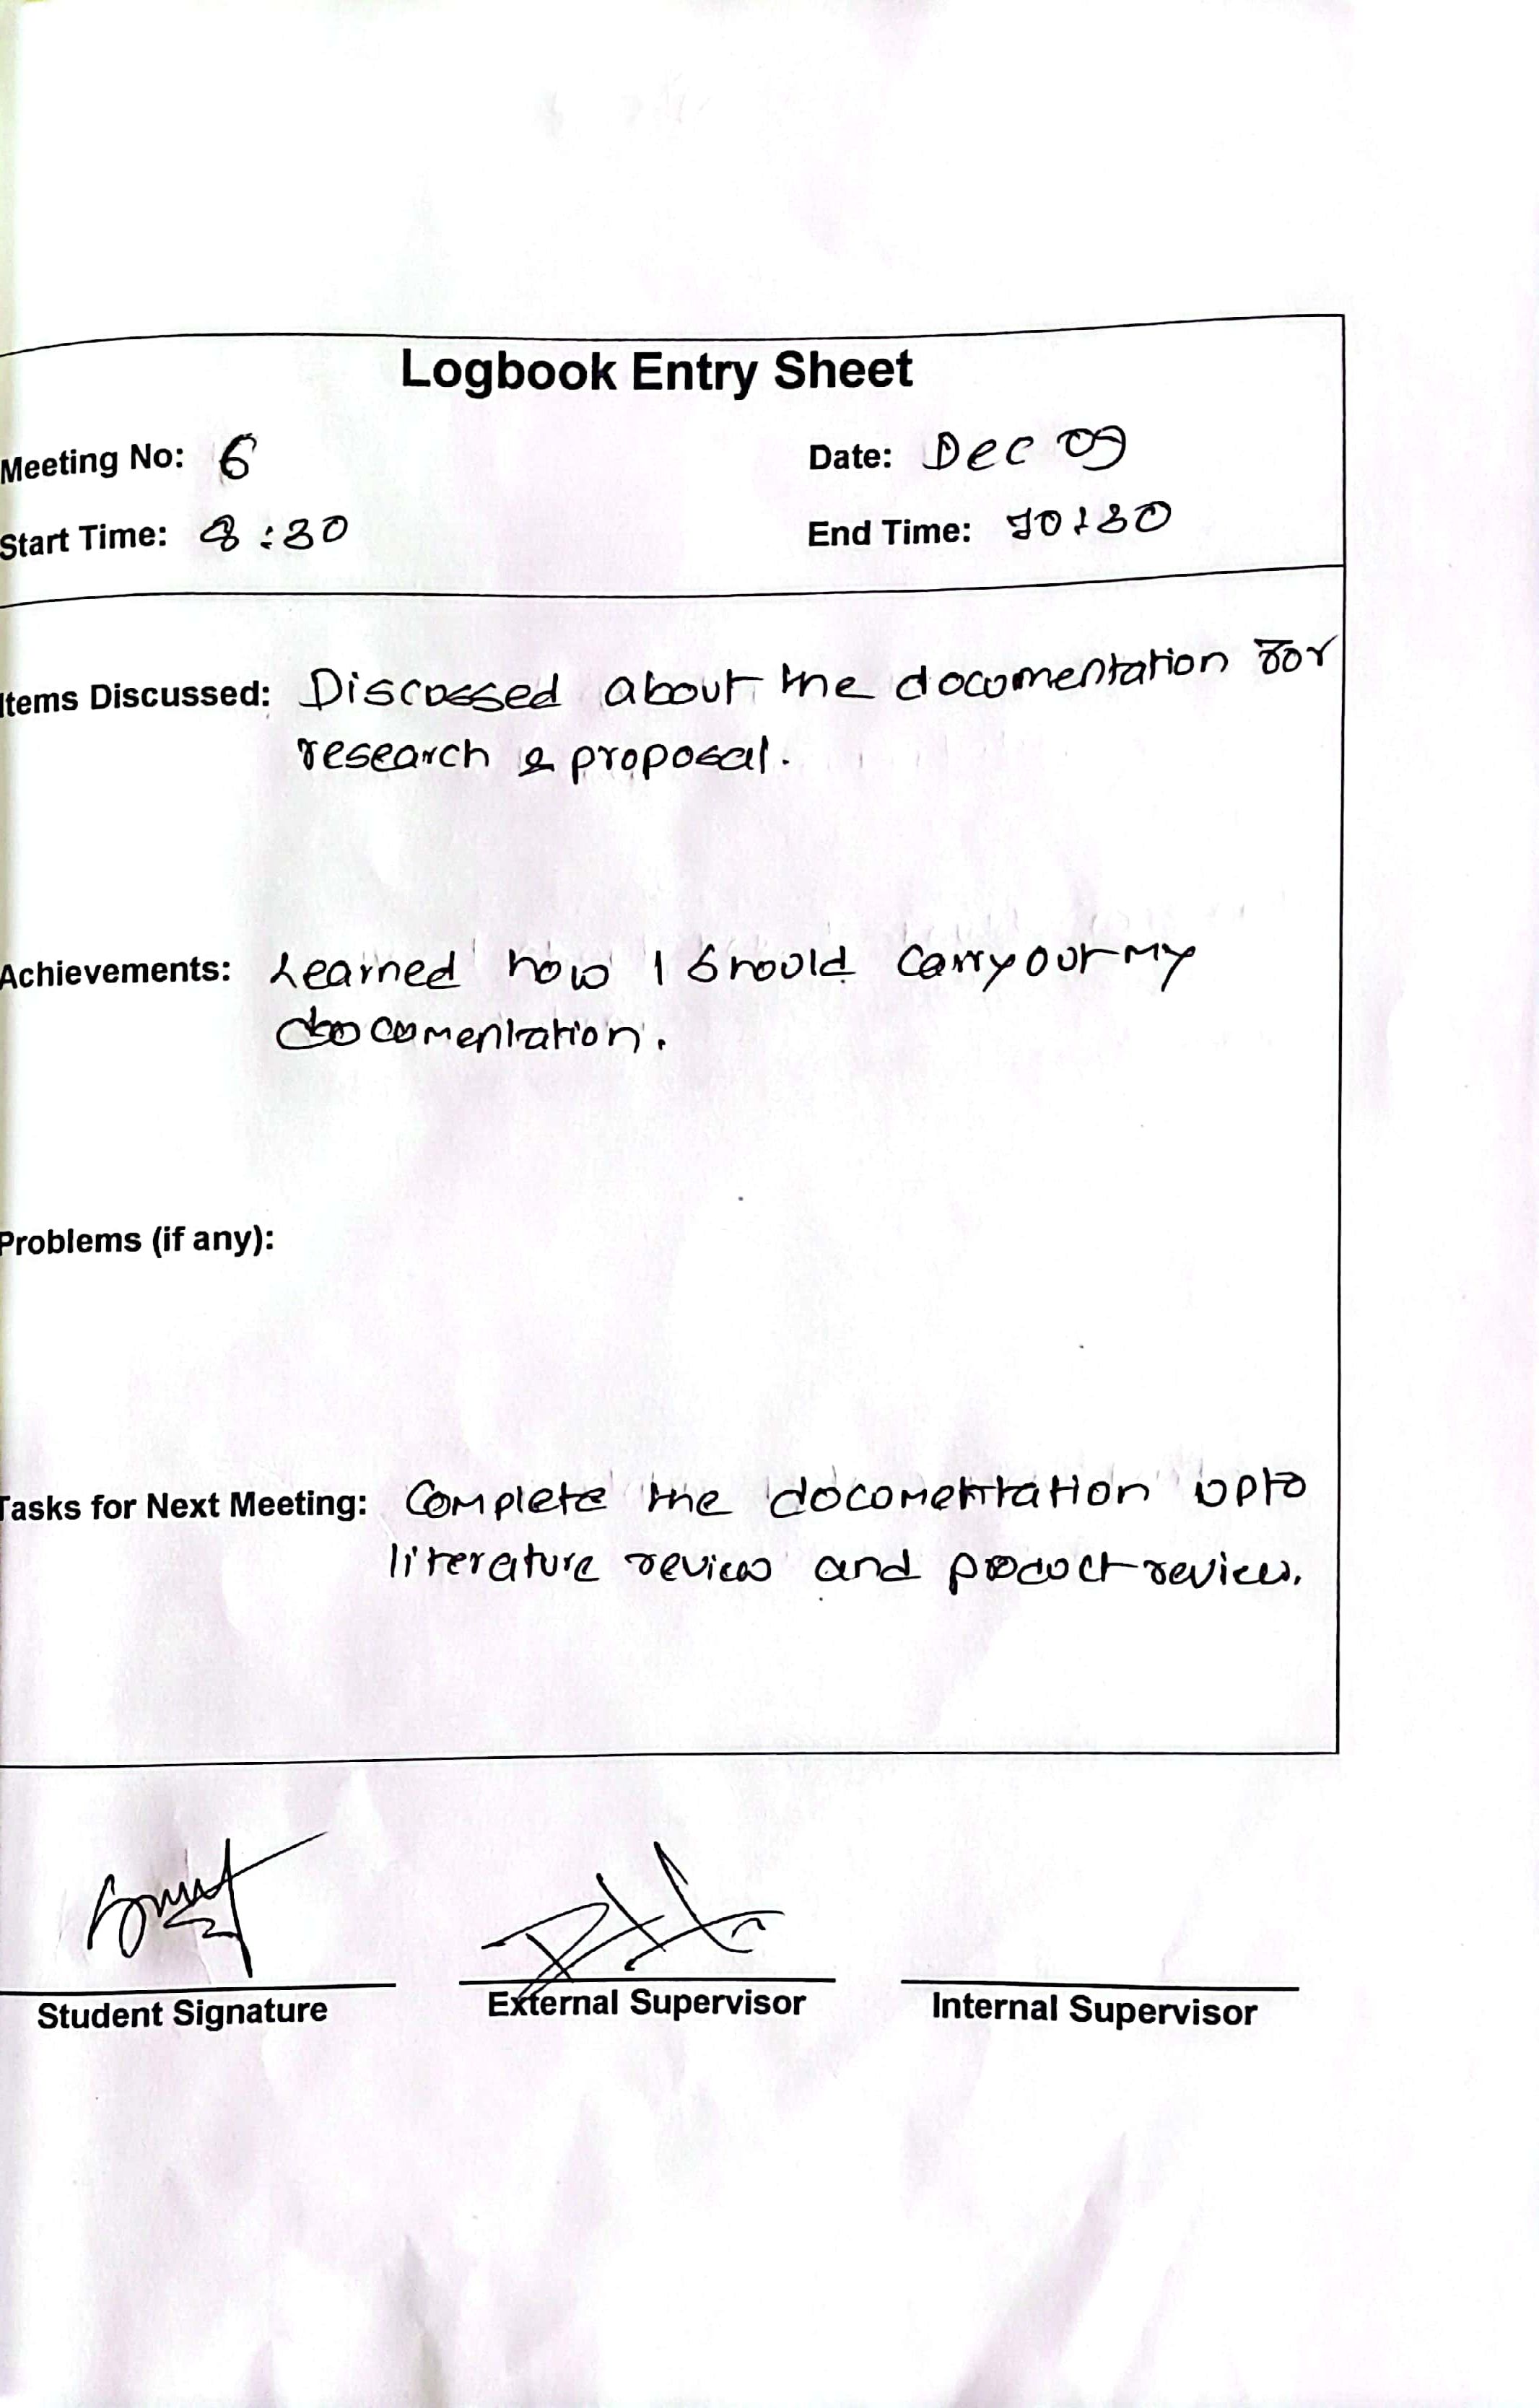 Logbook Entry Sheet
Meeting No: 6 Date: Dec 09
Start Time: 8:30 End Time: 10:30
Items Discussed: Discussed about the documentation for
research & proposal.
Achievements: Learned how I should carryout my
documentation.
Problems (if any):
Tasks for Next Meeting: Complete the documentation upto
literature review and product review.
Student Signature External Supervisor Internal Supervisor